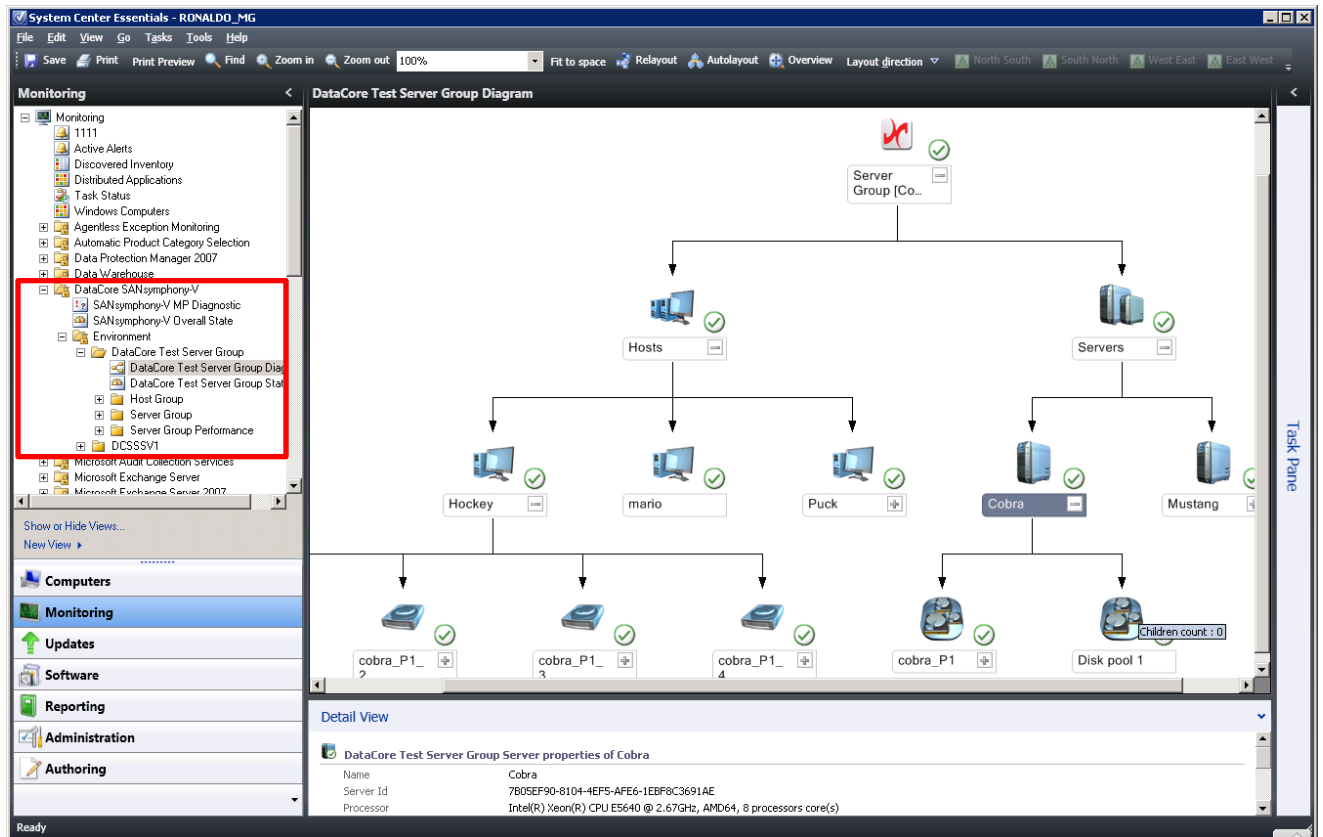 System Center Essentials - RONALDO_MG
File Edit View Go Tasks Tools Help
Save Print Print Preview Find Zoom in Zoom out 100% Fit to space Relayout Autolayout Overview Layout direction North South South North West East East West
Monitoring <
DataCore Test Server Group Diagram
<
Monitoring
1111
Active Alerts
Discovered Inventory
Distributed Applications
Task Status
Windows Computers
Agentless Exception Monitoring
Automatic Product Category Selection
Data Protection Manager 2007
Data Warehouse
DataCore SANsymphony-V
SANsymphony-V MP Diagnostic
SANsymphony-V Overall State
Environment
DataCore Test Server Group
DataCore Test Server Group Diag
DataCore Test Server Group Stat
Host Group
Server Group
Server Group Performance
DCSSSV1
Microsoft Audit Collection Services
Microsoft Exchange Server
Microsoft Exchange Server 2007
Show or Hide Views...
New View
Computers
Monitoring
Updates
Software
Reporting
Administration
Authoring
Server
Group [Co...
Hosts
Servers
Hockey
mario
Puck
Cobra
Mustang
cobra_P1_
2
cobra_P1_
3
cobra_P1_
4
cobra_P1
Disk pool 1
Children count : 0
Task Pane
Detail View
DataCore Test Server Group Server properties of Cobra
Name Cobra
Server Id 7B05EF90-8104-4EF5-AFE6-1EBF8C3691AE
Processor Intel(R) Xeon(R) CPU E5640 @ 2.67GHz, AMD64, 8 processors core(s)
Ready